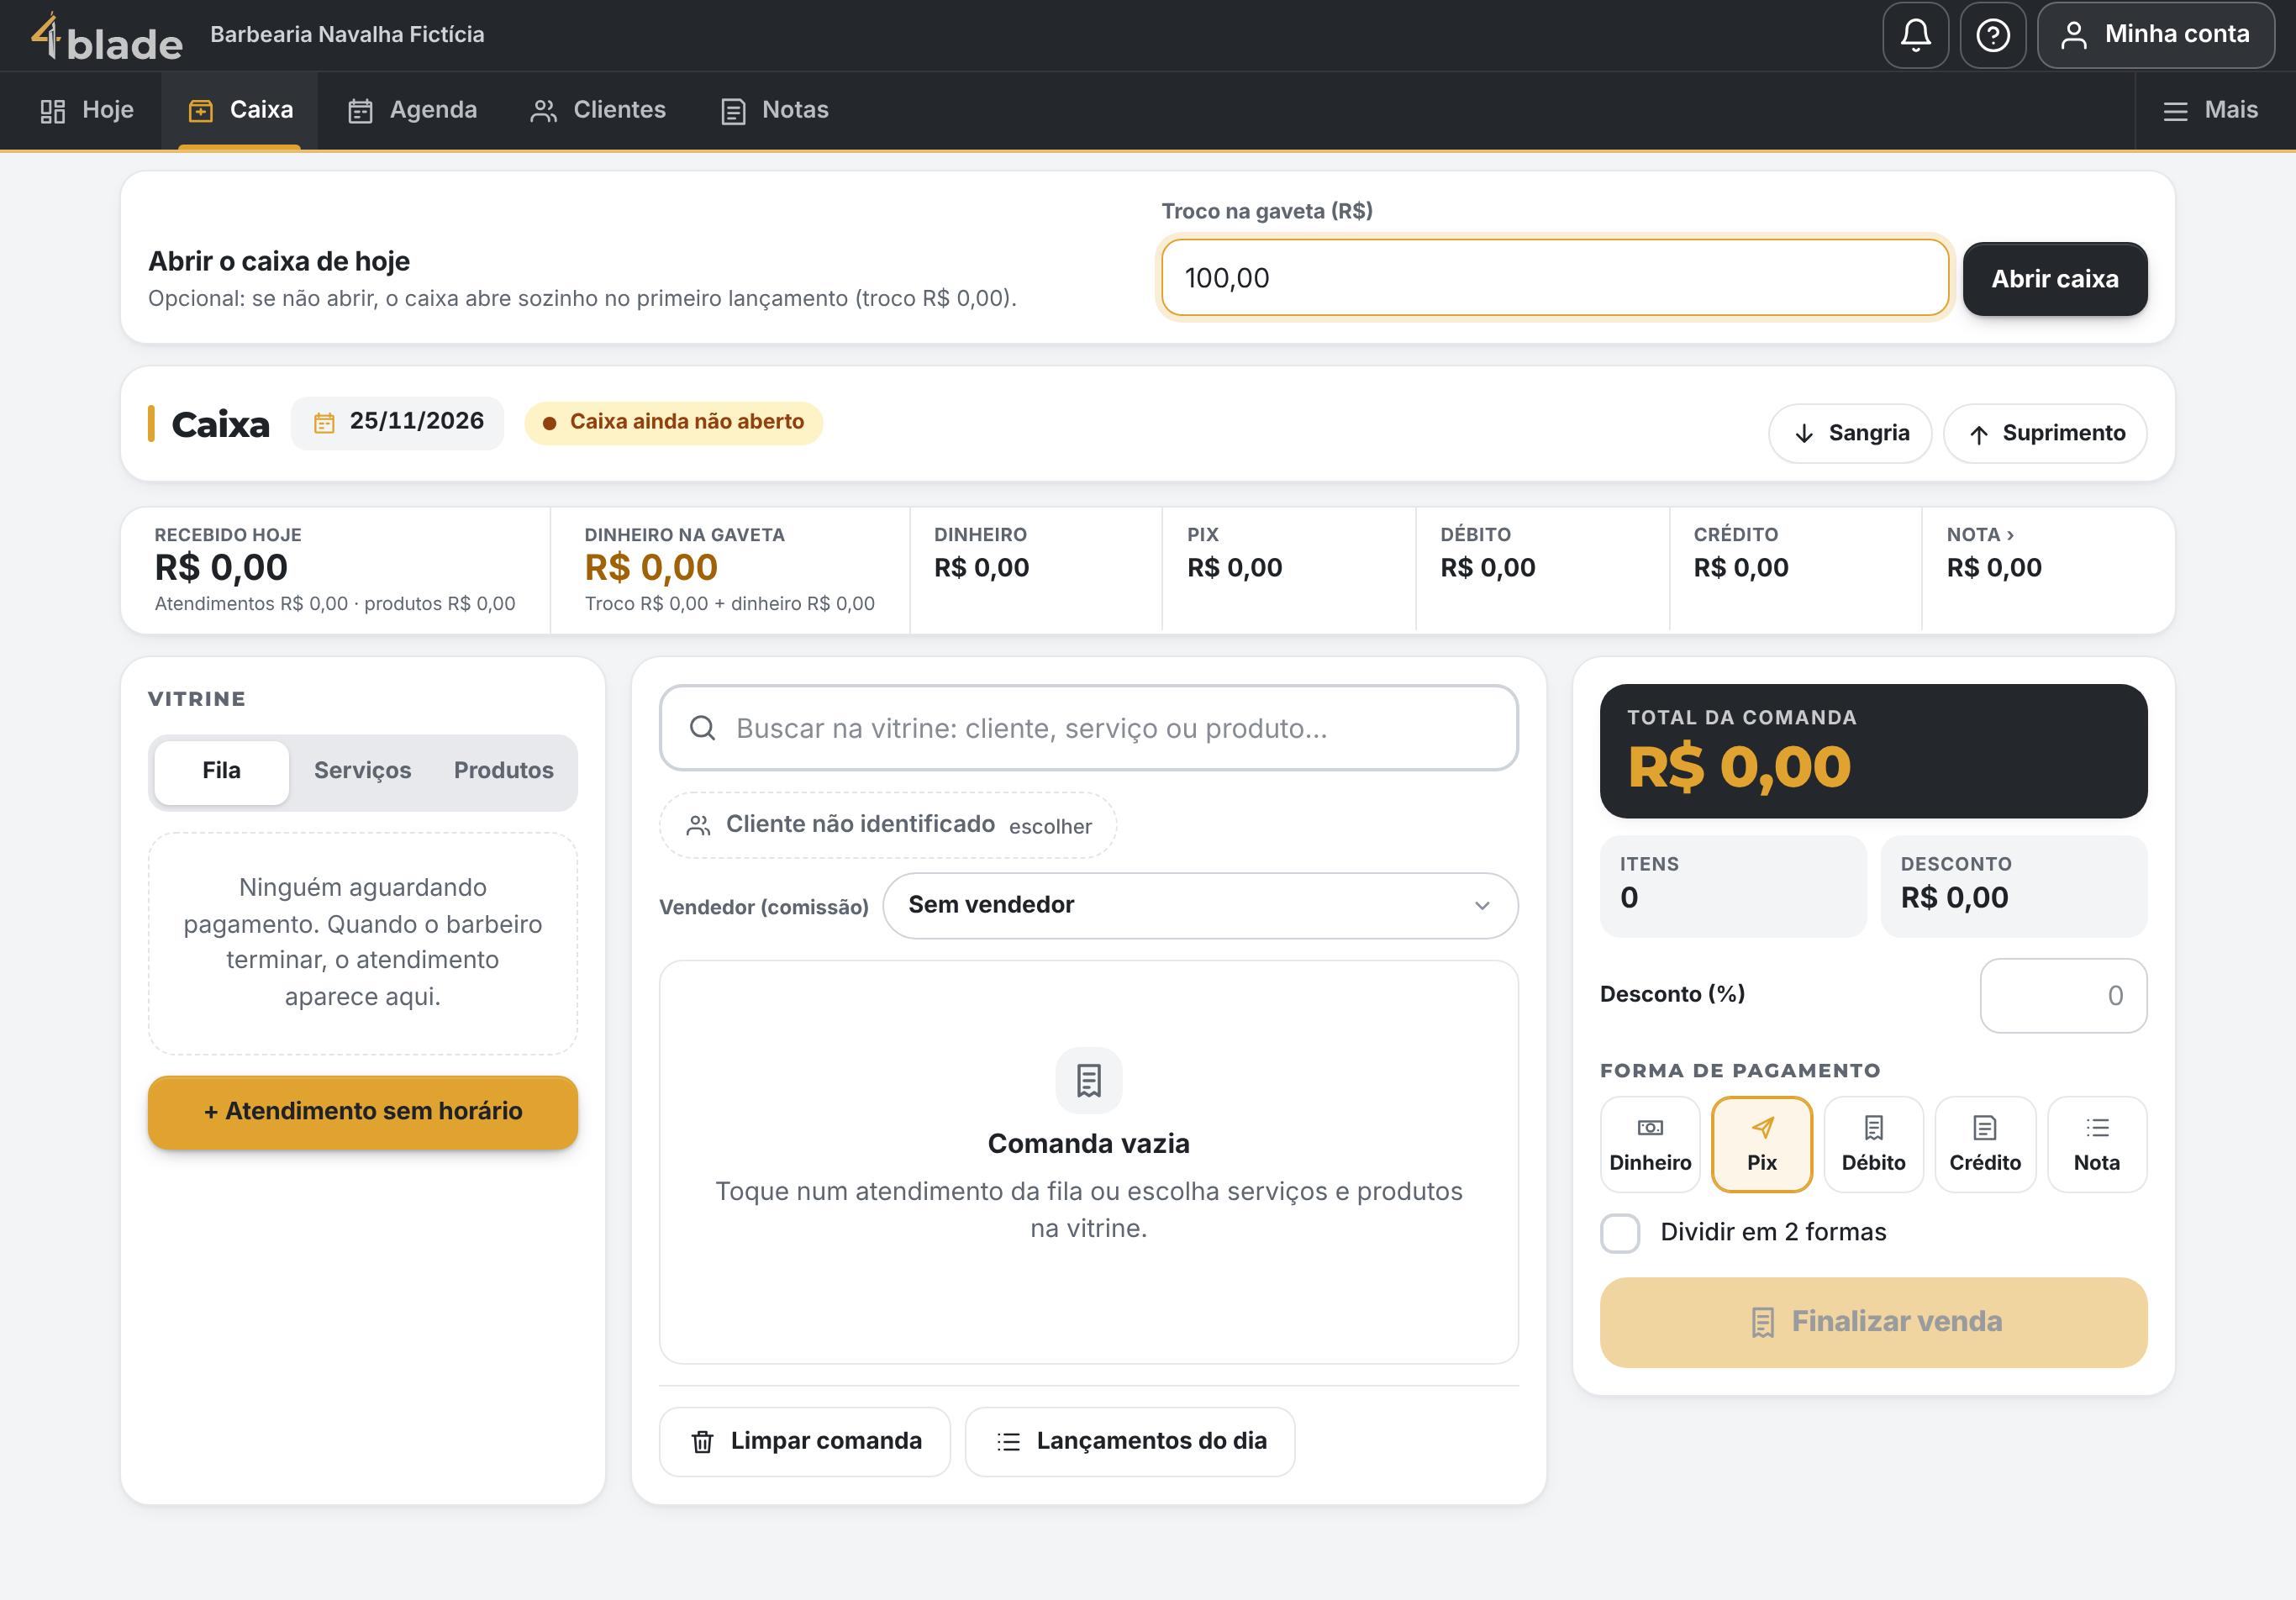 4blade
Barbearia Navalha Fictícia
Minha conta
Hoje
Caixa
Agenda
Clientes
Notas
Mais
Abrir o caixa de hoje
Opcional: se não abrir, o caixa abre sozinho no primeiro lançamento (troco R$ 0,00).
Troco na gaveta (R$)
100,00
Abrir caixa
Caixa
25/11/2026
Caixa ainda não aberto
Sangria
Suprimento
RECEBIDO HOJE
R$ 0,00
Atendimentos R$ 0,00 · produtos R$ 0,00
DINHEIRO NA GAVETA
R$ 0,00
Troco R$ 0,00 + dinheiro R$ 0,00
DINHEIRO
R$ 0,00
PIX
R$ 0,00
DÉBITO
R$ 0,00
CRÉDITO
R$ 0,00
NOTA ›
R$ 0,00
VITRINE
Fila
Serviços
Produtos
Ninguém aguardando
pagamento. Quando o barbeiro
terminar, o atendimento
aparece aqui.
+ Atendimento sem horário
Buscar na vitrine: cliente, serviço ou produto...
Cliente não identificado escolher
Vendedor (comissão)
Sem vendedor
Comanda vazia
Toque num atendimento da fila ou escolha serviços e produtos
na vitrine.
Limpar comanda
Lançamentos do dia
TOTAL DA COMANDA
R$ 0,00
ITENS
0
DESCONTO
R$ 0,00
Desconto (%)
0
FORMA DE PAGAMENTO
Dinheiro
Pix
Débito
Crédito
Nota
Dividir em 2 formas
Finalizar venda